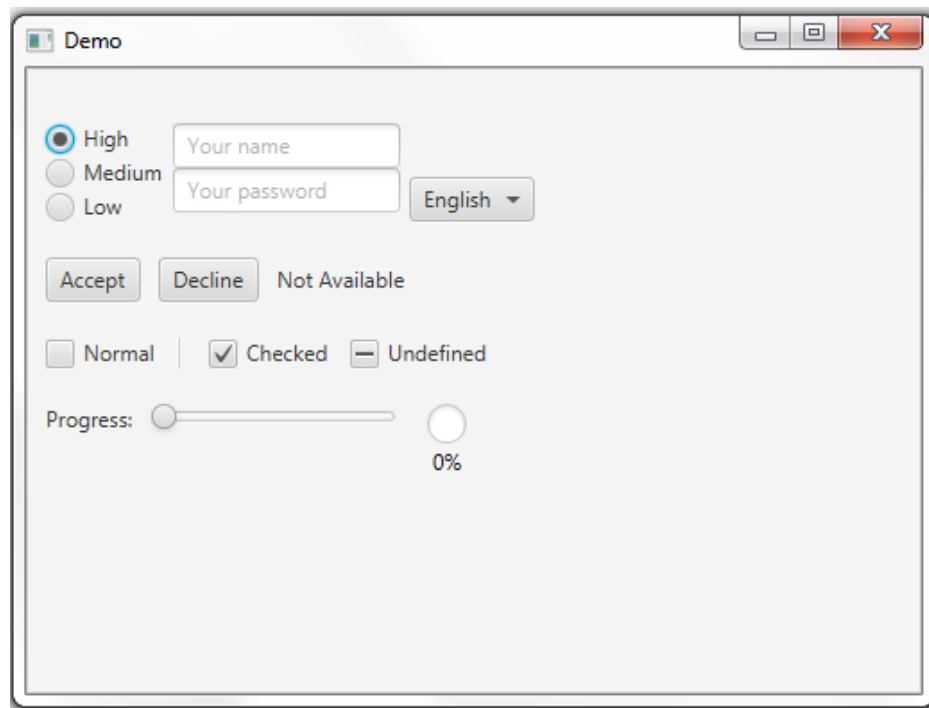 Demo
High
Your name
Medium
Your password
English
Low
Accept Decline Not Available
Normal Checked Undefined
Progress:
0%